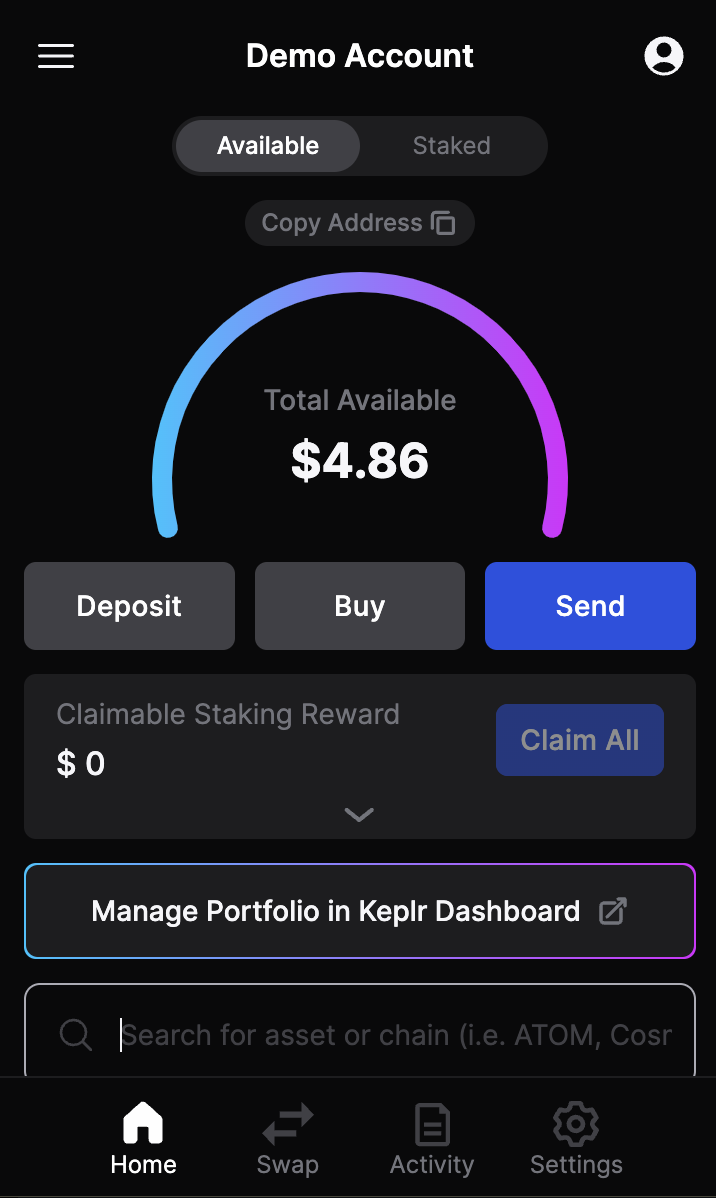 Demo Account
Available Staked
Copy Address
Total Available
$4.86
Deposit Buy Send
Claimable Staking Reward
$ 0
Claim All
Manage Portfolio in Keplr Dashboard
Search for asset or chain (i.e. ATOM, Cosr
Home Swap Activity Settings